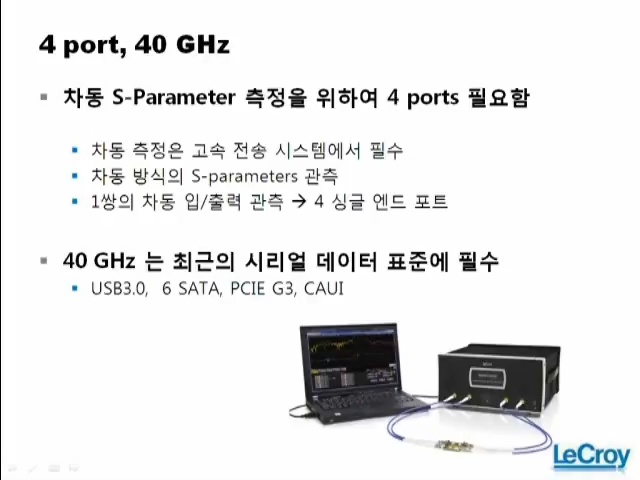 4 port, 40 GHz
차동 S-Parameter 측정을 위하여 4 ports 필요함
차동 측정은 고속 전송 시스템에서 필수
차동 방식의 S-parameters 관측
1쌍의 차동 입/출력 관측 → 4 싱글 엔드 포트
40 GHz 는 최근의 시리얼 데이터 표준에 필수
USB3.0, 6 SATA, PCIE G3, CAUI
LeCroy